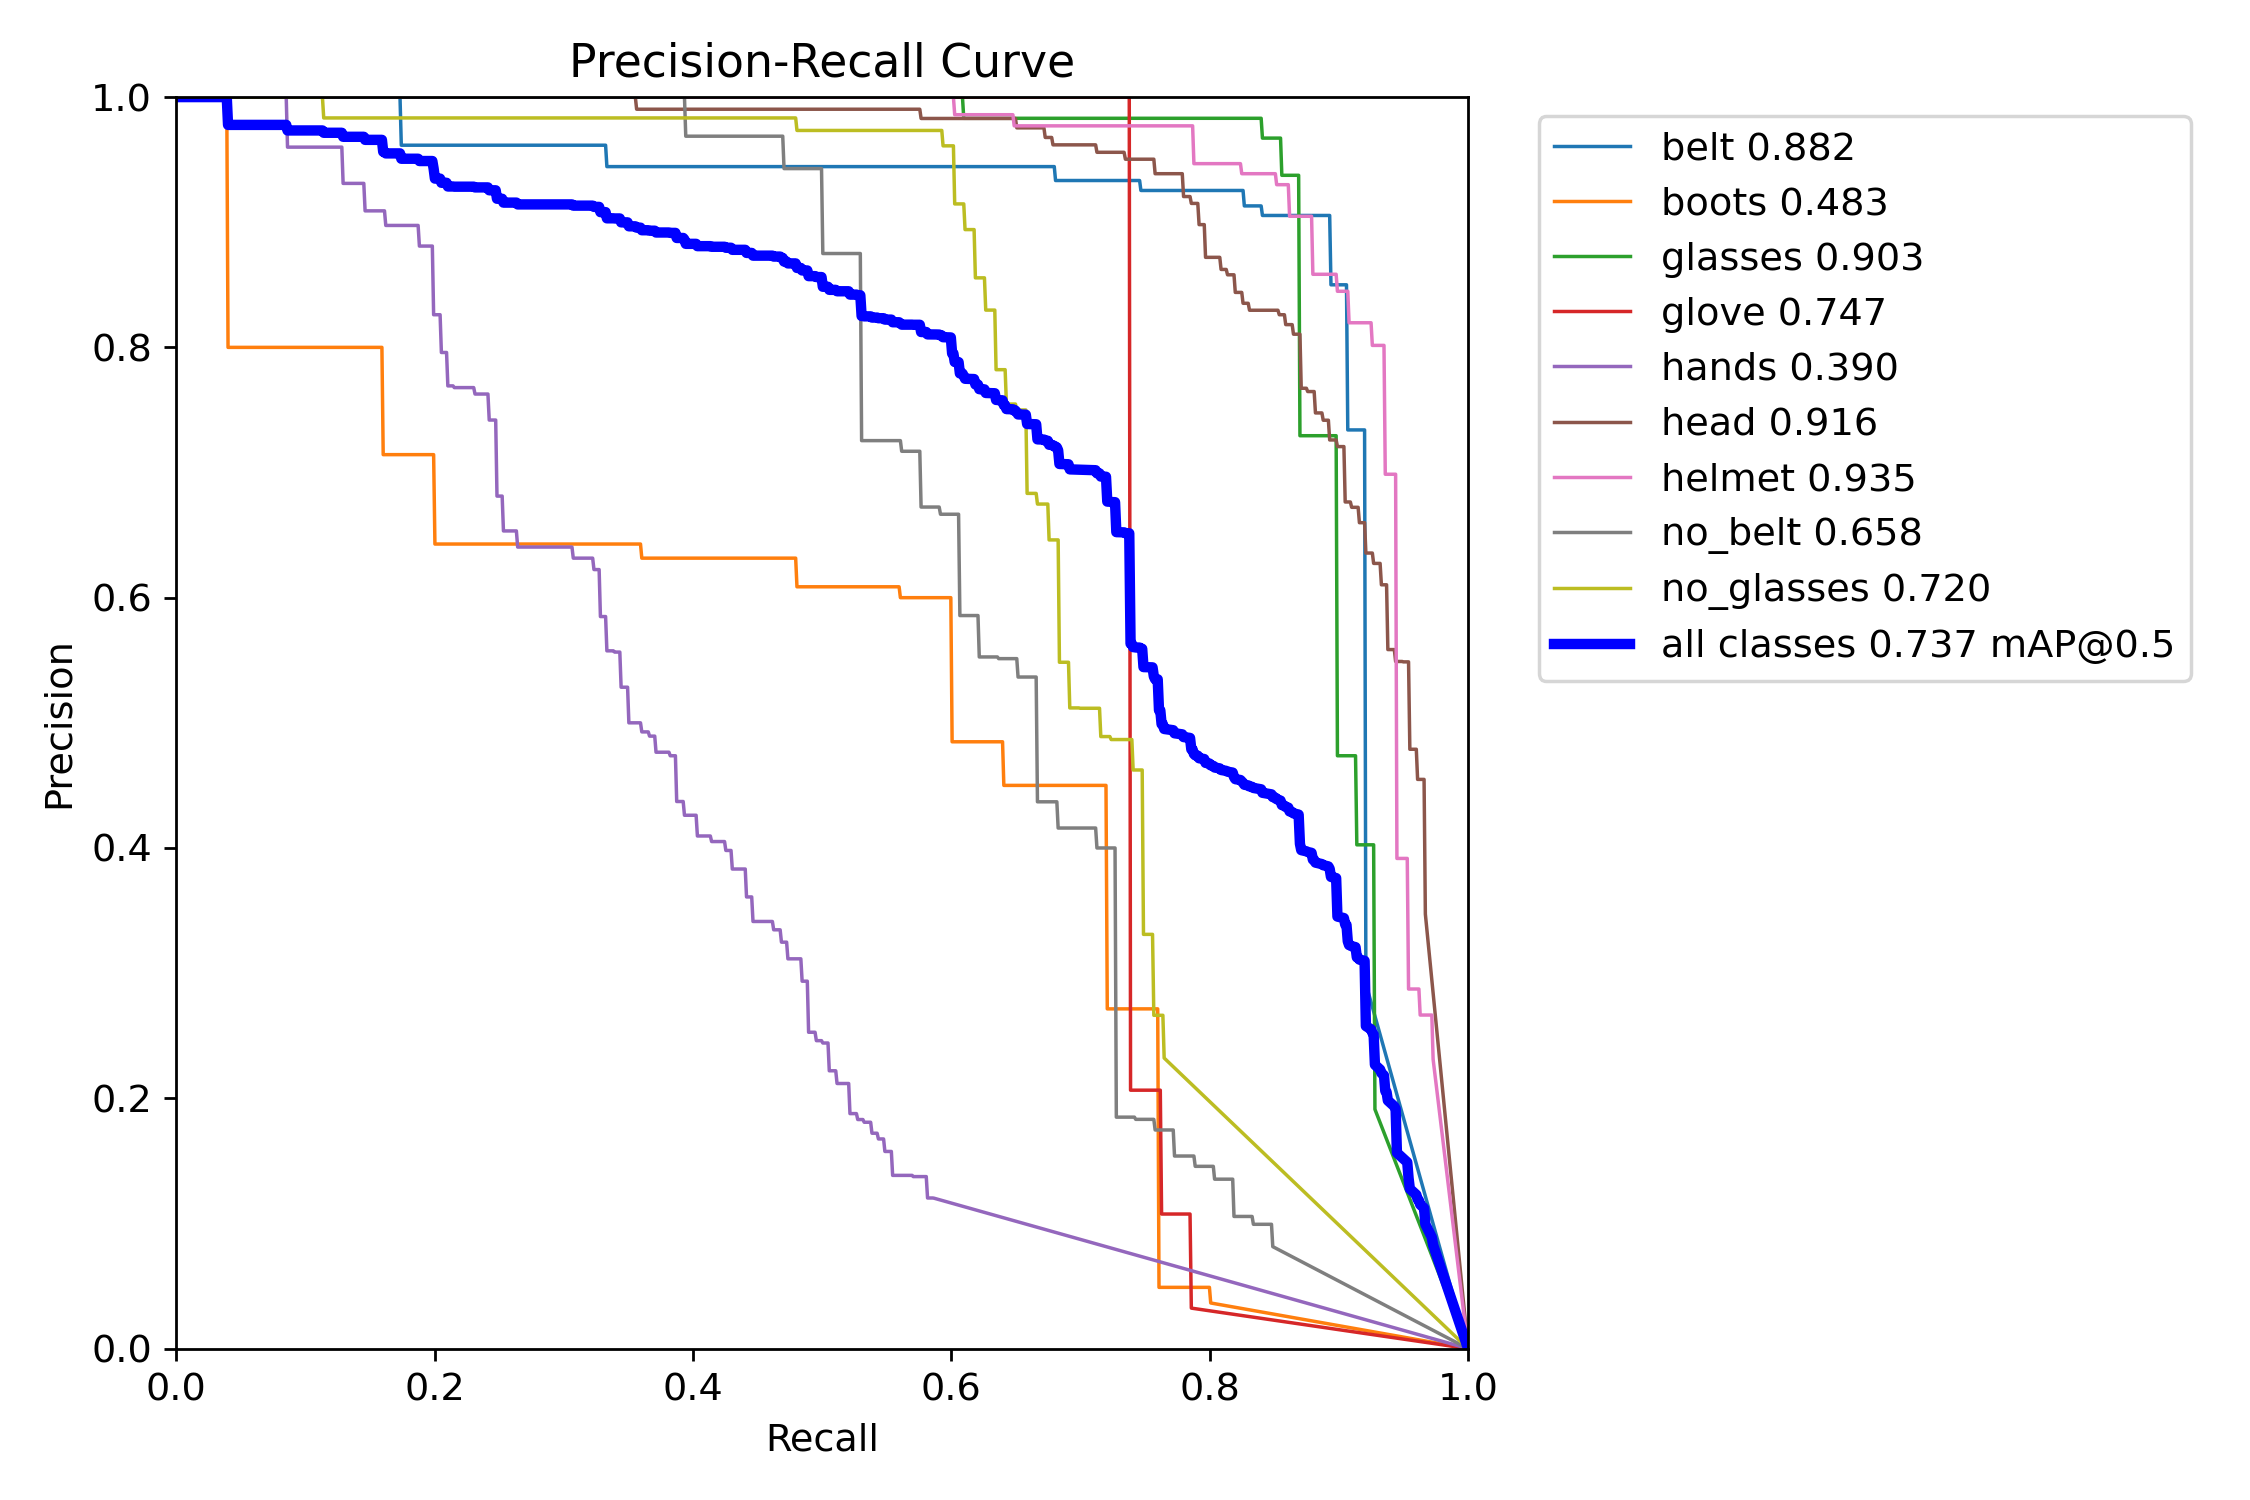 Precision-Recall Curve
1.0
0.8
0.6
0.4
0.2
0.0
Precision
0.0 0.2 0.4 0.6 0.8 1.0
Recall
belt 0.882
boots 0.483
glasses 0.903
glove 0.747
hands 0.390
head 0.916
helmet 0.935
no_belt 0.658
no_glasses 0.720
all classes 0.737 mAP@0.5